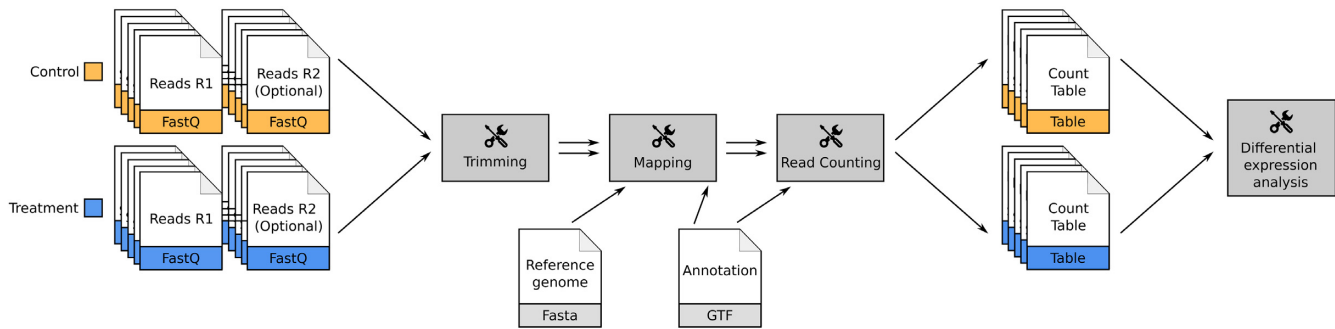 Control
Reads R1
FastQ
Reads R2
(Optional)
FastQ
Treatment
Reads R1
FastQ
Reads R2
(Optional)
FastQ
Trimming
Mapping
Read Counting
Reference
genome
Fasta
Annotation
GTF
Count
Table
Table
Count
Table
Table
Differential
expression
analysis